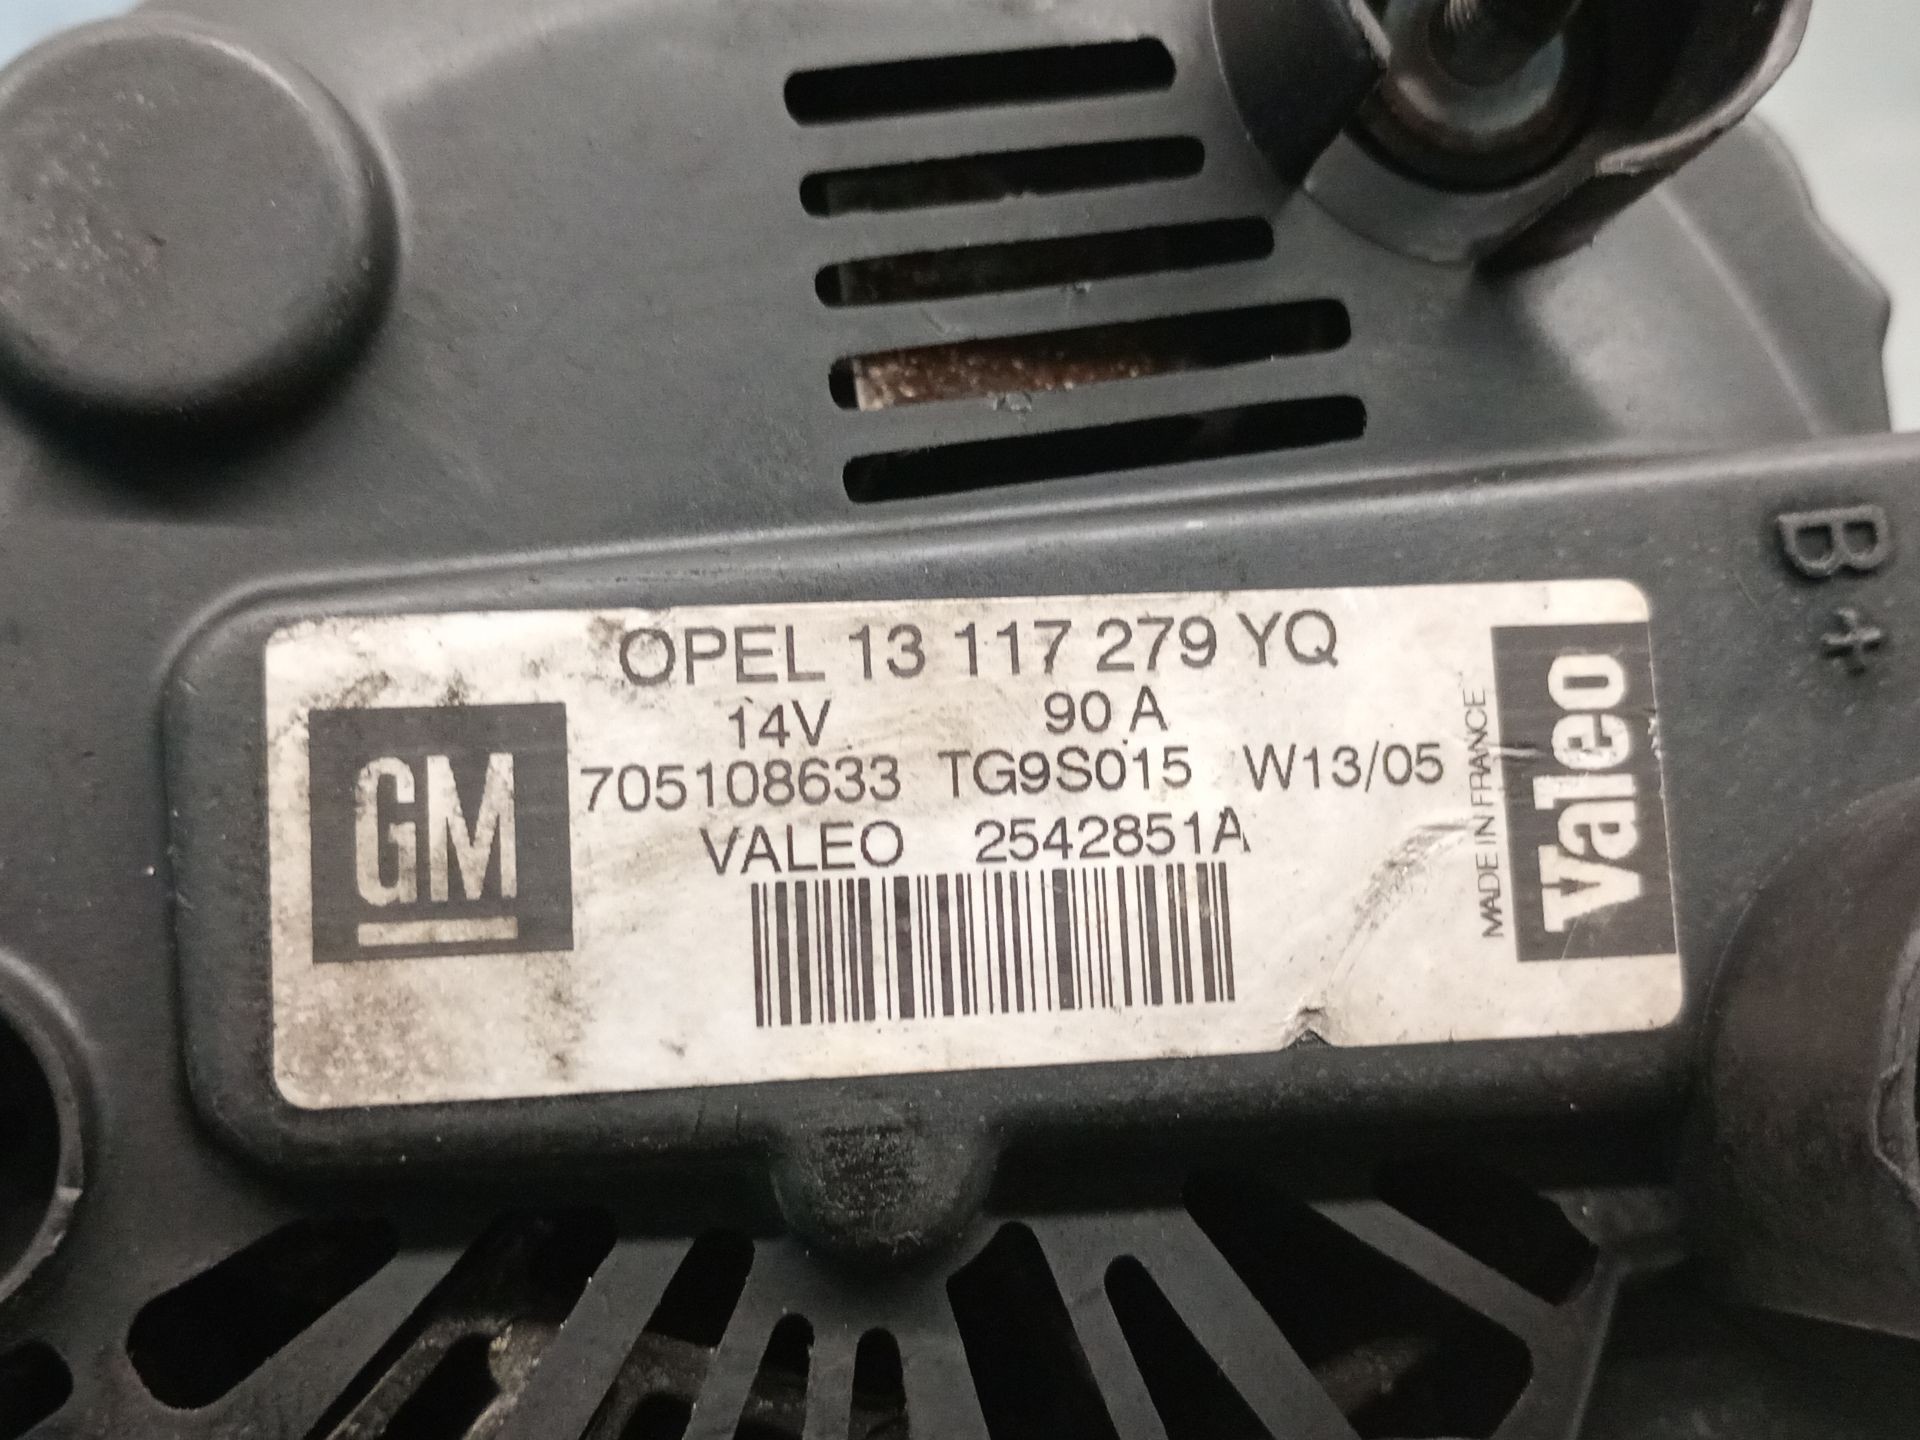 B+
OPEL 13 117 279 YQ
14V 90 A
705108633 TG9S015 W13/05
VALEO 2542851A
GM
MADE IN FRANCE
Valeo